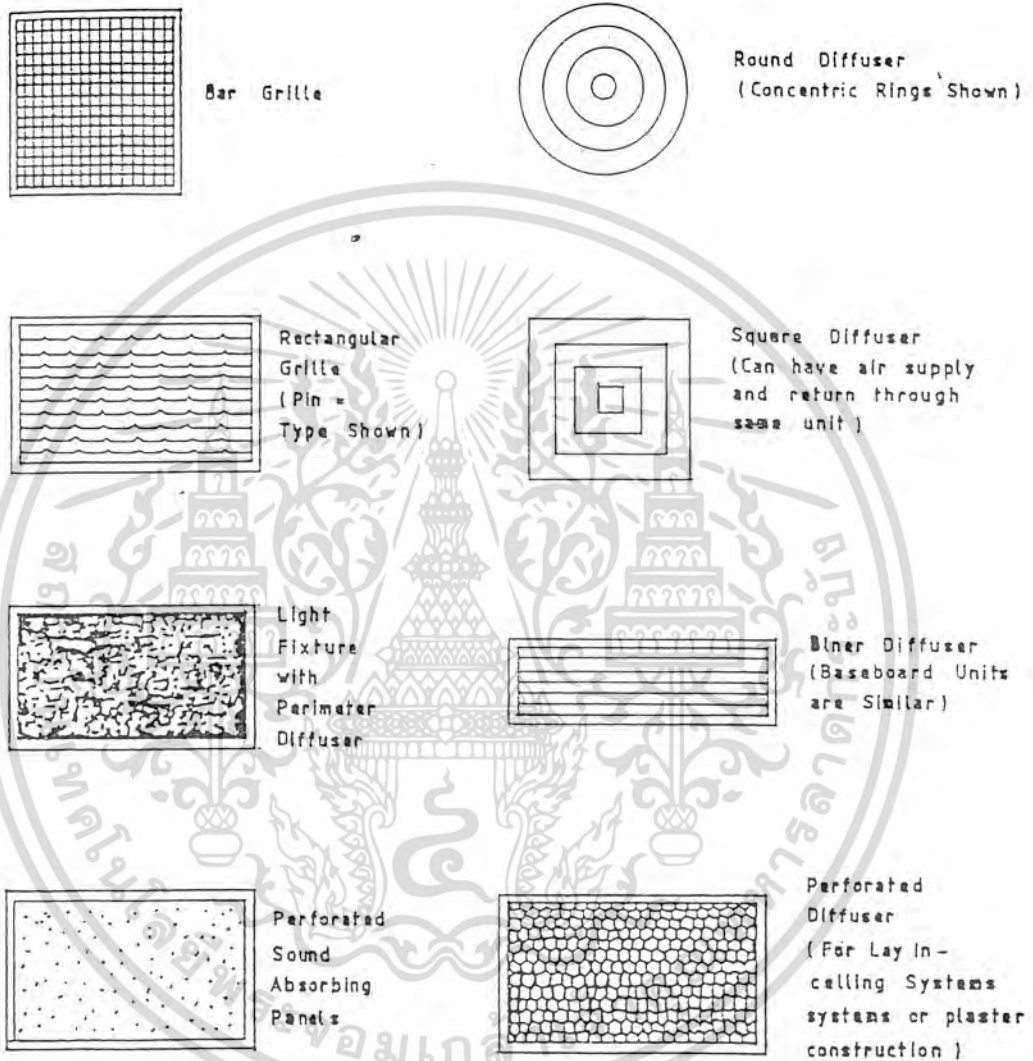 Bar Grille
Round Diffuser
(Concentric Rings Shown)
Rectangular
Grille
(Pin =
Type Shown)
Square Diffuser
(Can have air supply
and return through
same unit)
Light
Fixture
with
Perimeter
Diffuser
Blner Diffuser
(Baseboard Units
are Similar)
Perforated
Sound
Absorbing
Panels
Perforated
Diffuser
(For Lay In-
celling Systems
systems or plaster
construction)